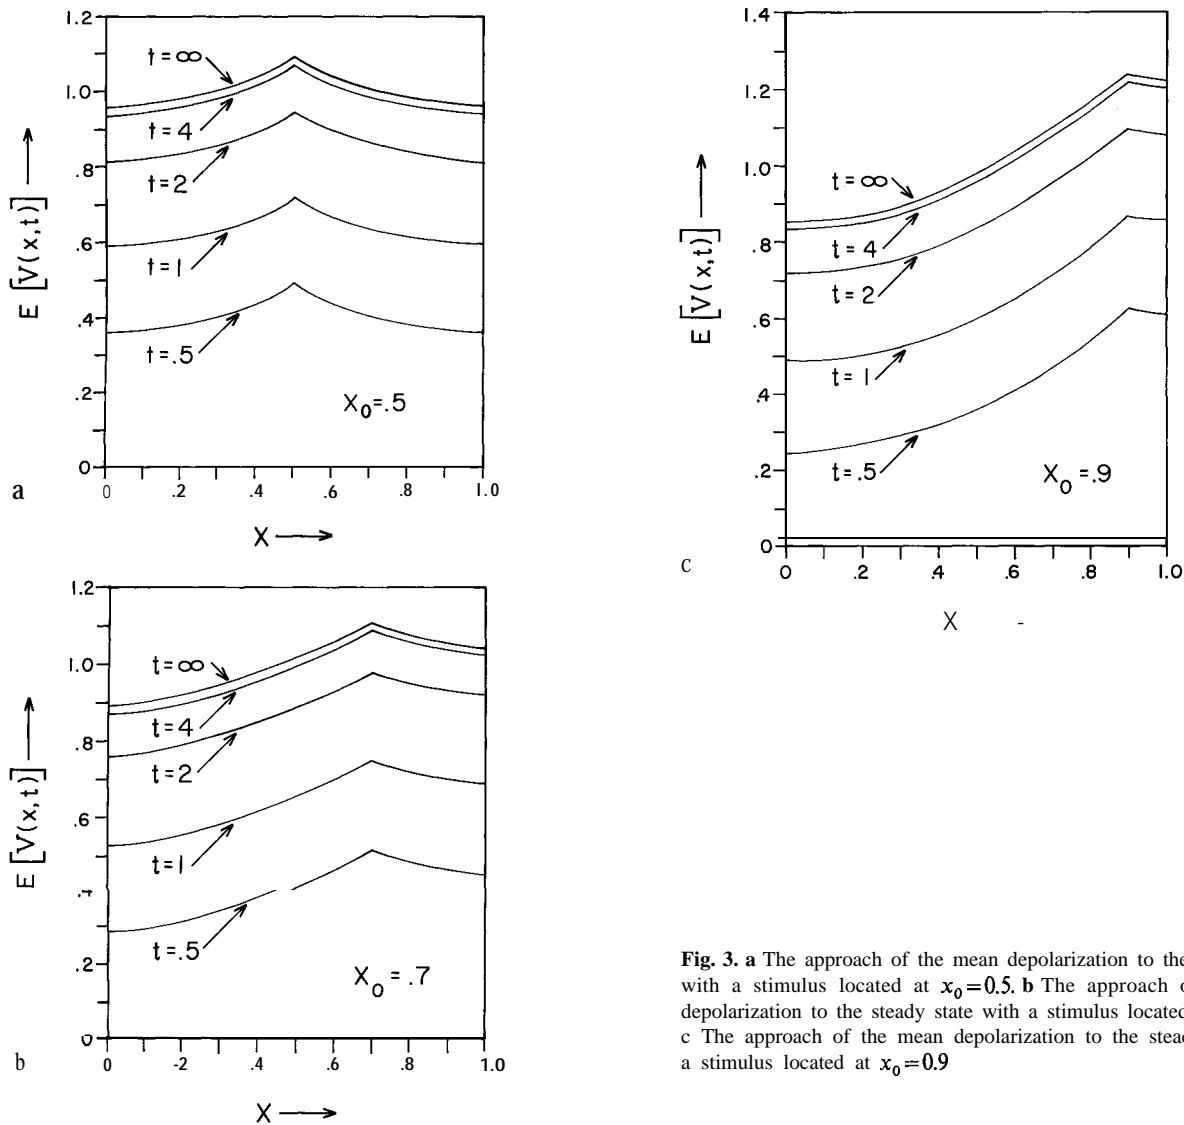 1.2
1.0
.8
.6
.4
.2
0
E [V(x,t)]
t=∞
t=4
t=2
t=1
t=.5
X₀=.5
0 .2 .4 .6 .8 1.0
a
X
1.2
1.0
.8
.6
.2
0
E [V(x,t)]
t=∞
t=4
t=2
t=1
t=.5
X₀=.7
0 -2 .4 .6 .8 1.0
b
X
1.4
1.2
1.0
.8
.6
.4
.2
0
E [V(x,t)]
t=∞
t=4
t=2
t=1
t=.5
X₀=.9
0 .2 .4 .6 .8 1.0
c
X -
Fig. 3. a The approach of the mean depolarization to the
with a stimulus located at x₀=0.5. b The approach o
depolarization to the steady state with a stimulus located
c The approach of the mean depolarization to the stead
a stimulus located at x₀=0.9